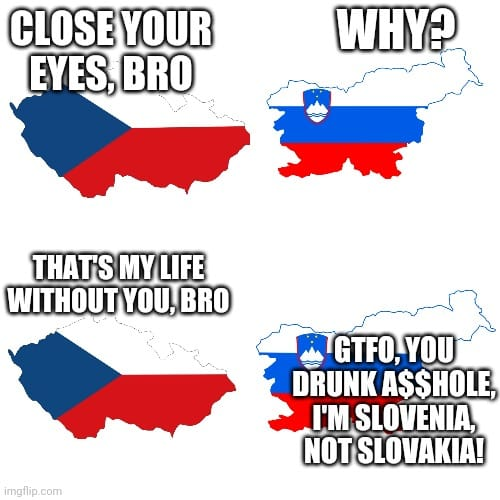 CLOSE YOUR
EYES, BRO
WHY?
THAT'S MY LIFE
WITHOUT YOU, BRO
GTFO, YOU
DRUNK A$$HOLE,
I'M SLOVENIA,
NOT SLOVAKIA!
imgflip.com